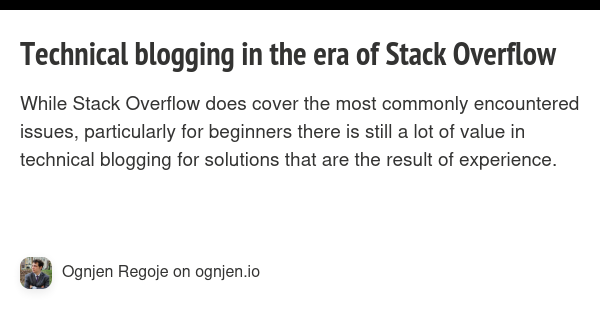 Technical blogging in the era of Stack Overflow
While Stack Overflow does cover the most commonly encountered
issues, particularly for beginners there is still a lot of value in
technical blogging for solutions that are the result of experience.
Ognjen Regoje on ognjen.io